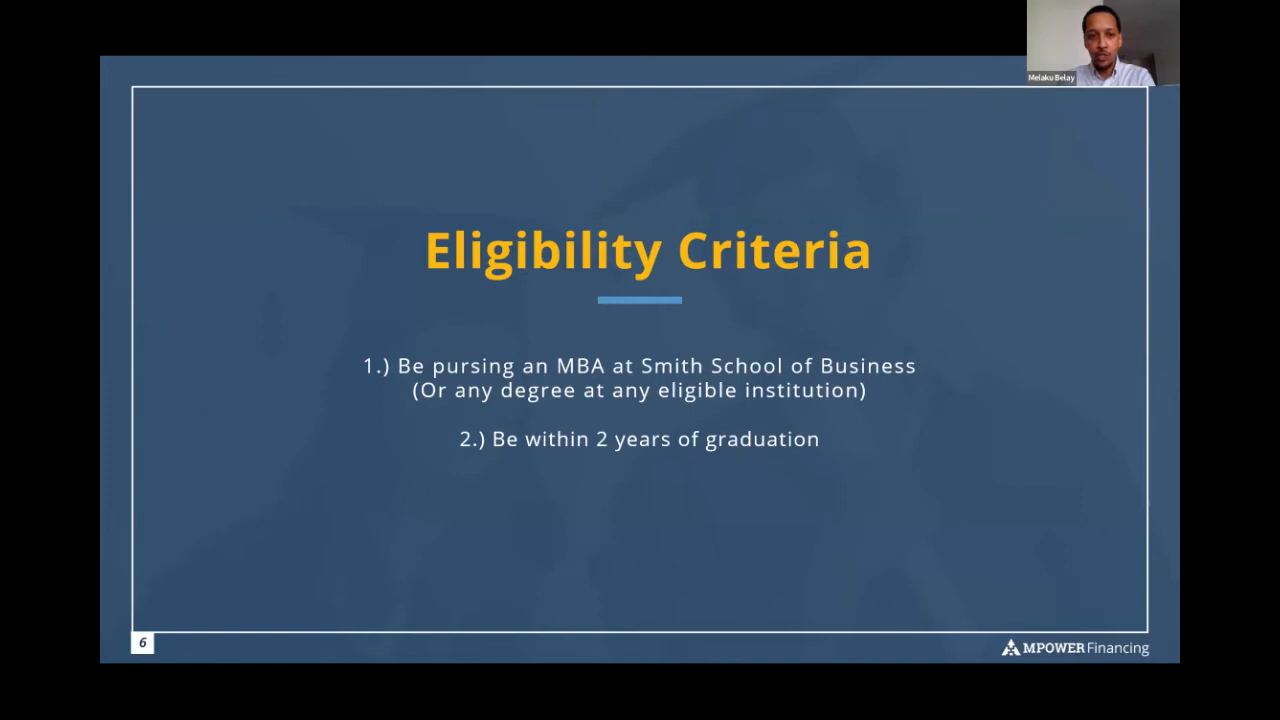 Melaku Belay
Eligibility Criteria
1.) Be pursing an MBA at Smith School of Business
(Or any degree at any eligible institution)
2.) Be within 2 years of graduation
6
MPOWER Financing